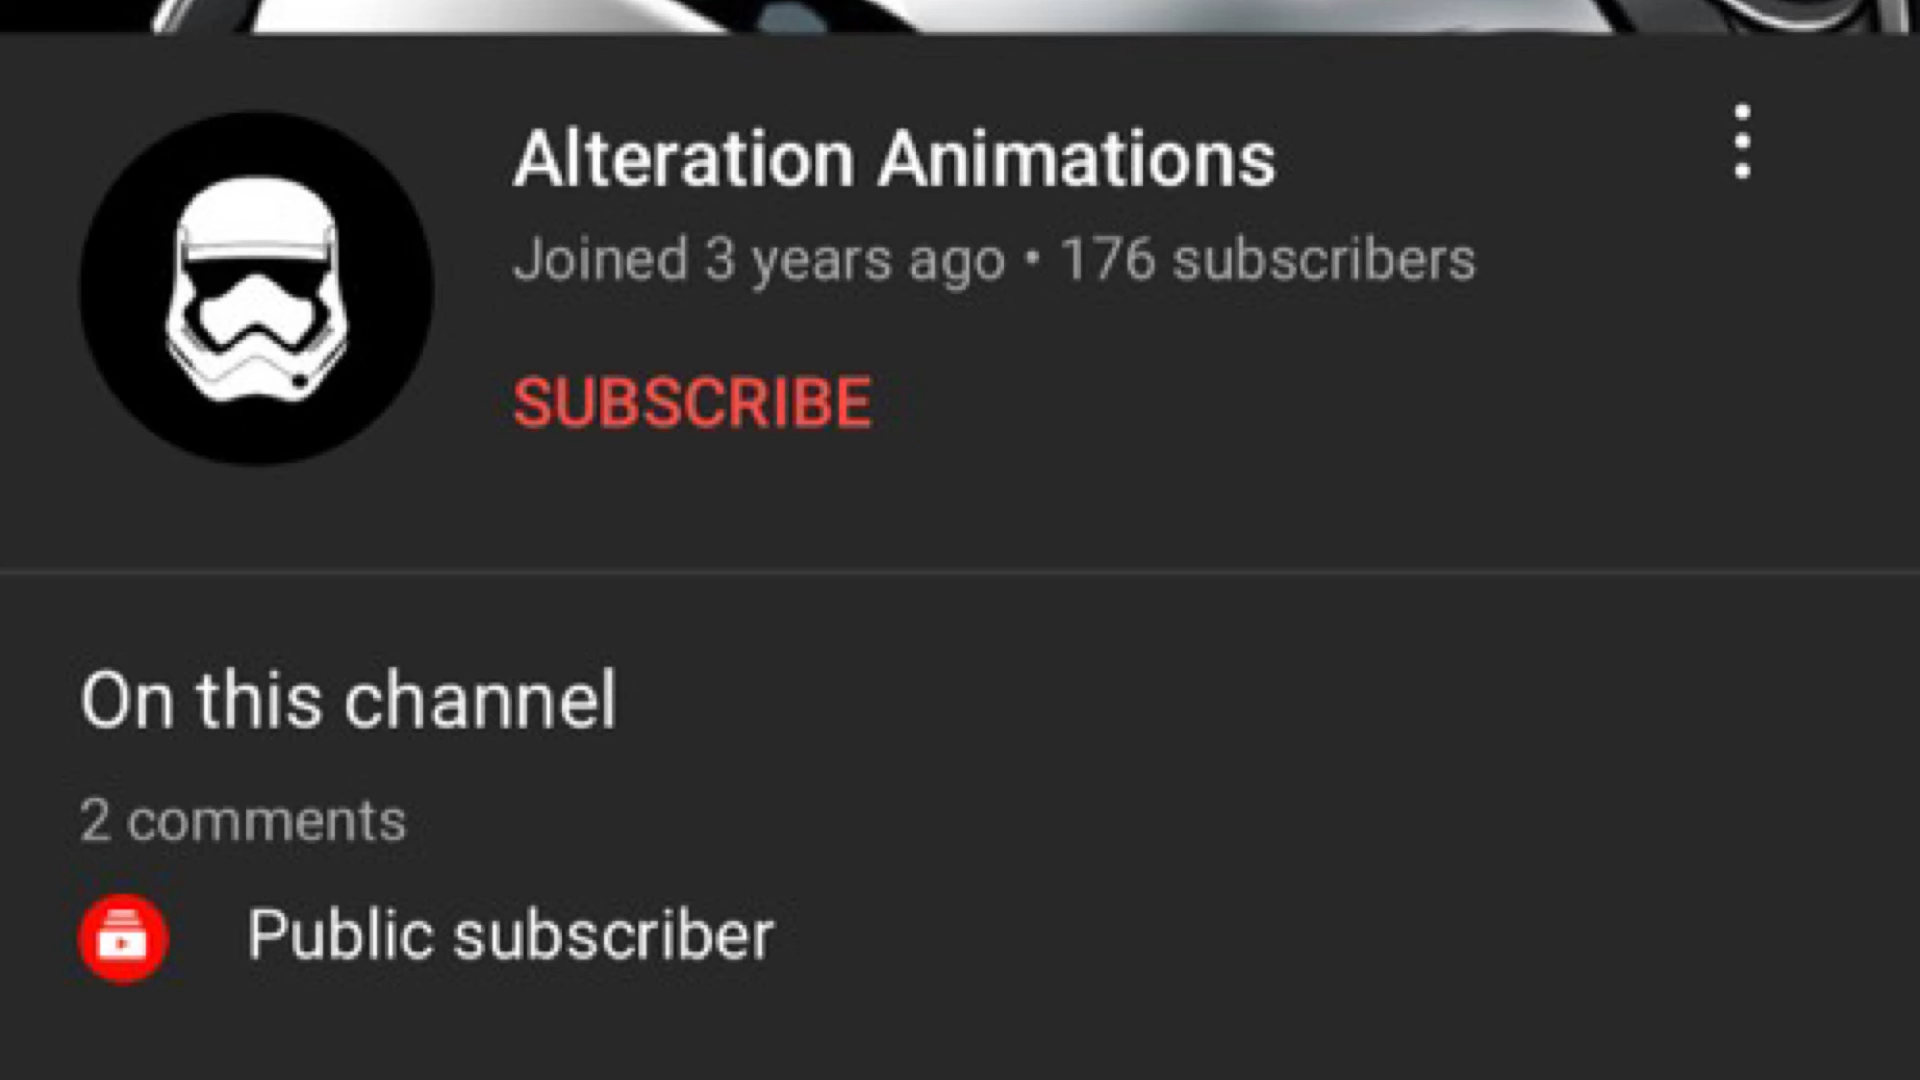 Alteration Animations
Joined 3 years ago • 176 subscribers
SUBSCRIBE
On this channel
2 comments
Public subscriber